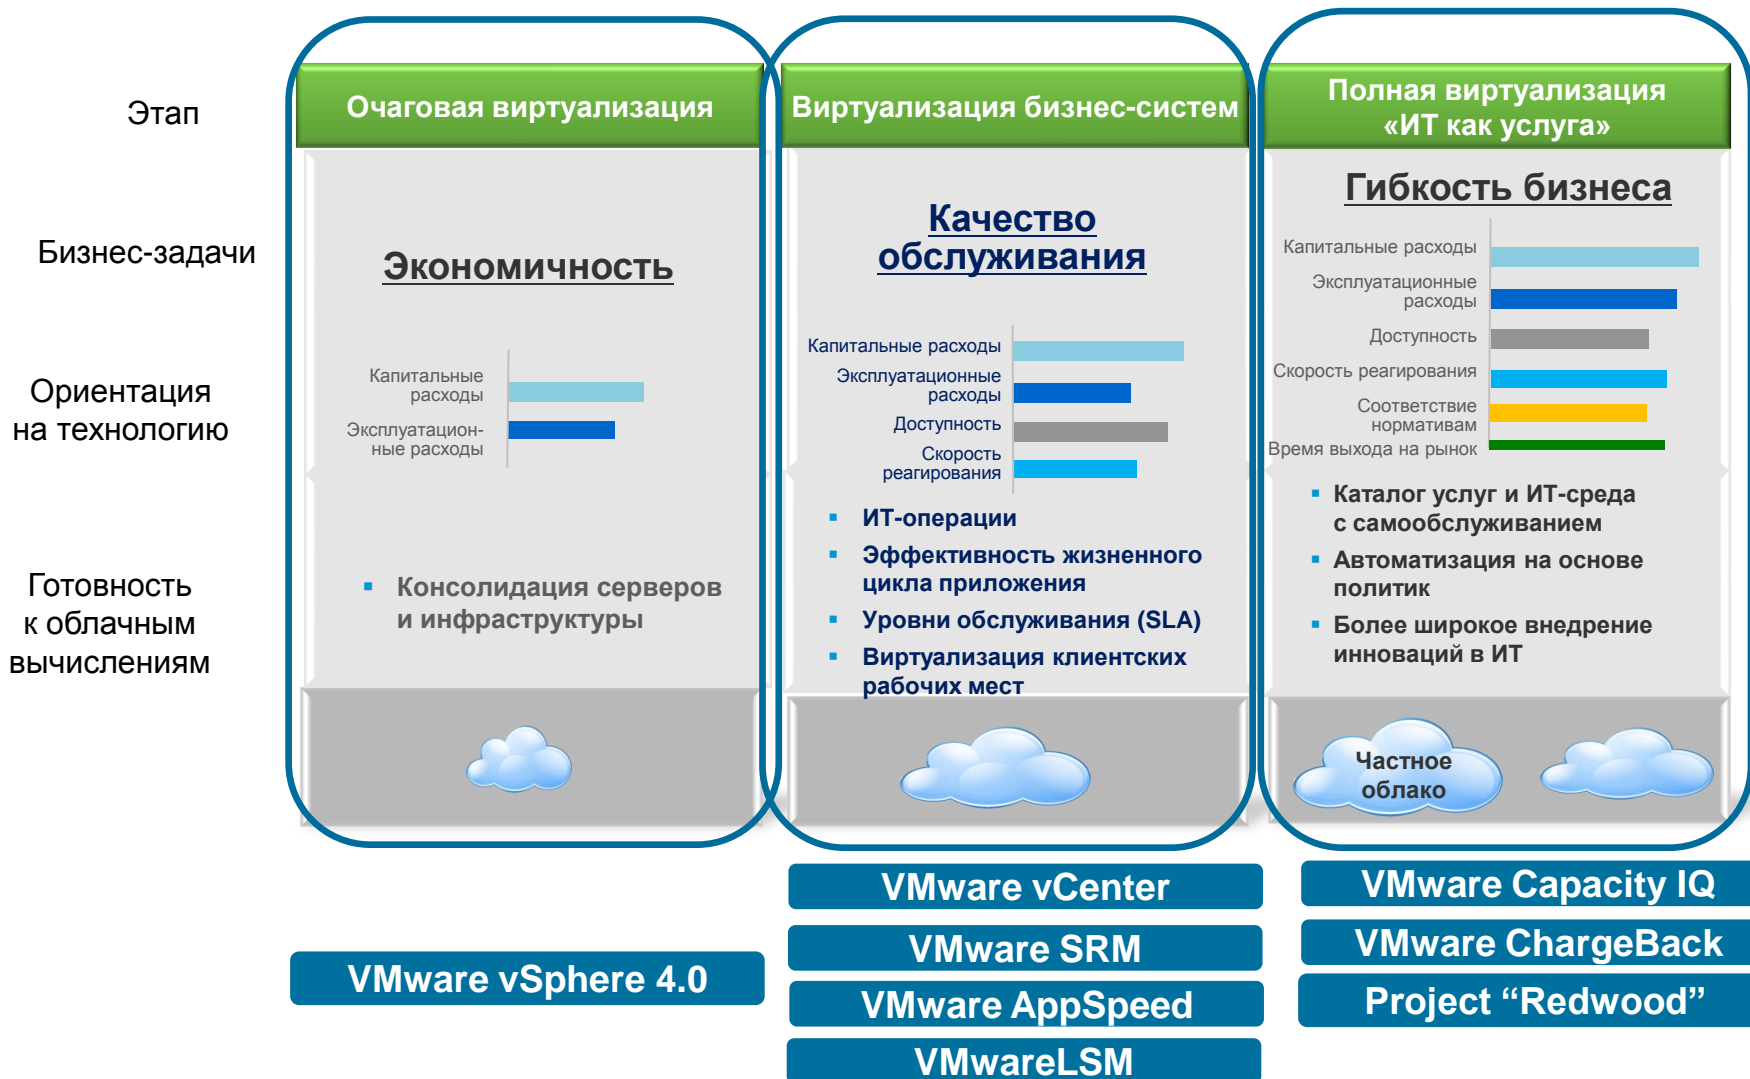 Этап
Очаговая виртуализация
Виртуализация бизнес-систем
Полная виртуализация
«ИТ как услуга»
Бизнес-задачи
Экономичность
Качество
обслуживания
Гибкость бизнеса
Ориентация
на технологию
Капитальные
расходы
Эксплуатацион-
ные расходы
Капитальные расходы
Эксплуатационные
расходы
Доступность
Скорость
реагирования
Капитальные расходы
Эксплуатационные
расходы
Доступность
Скорость реагирования
Соответствие
нормативам
Время выхода на рынок
Готовность
к облачным
вычислениям
▪ Консолидация серверов
и инфраструктуры
▪ ИТ-операции
▪ Эффективность жизненного
цикла приложения
▪ Уровни обслуживания (SLA)
▪ Виртуализация клиентских
рабочих мест
▪ Каталог услуг и ИТ-среда
с самообслуживанием
▪ Автоматизация на основе
политик
▪ Более широкое внедрение
инноваций в ИТ
Частное
облако
VMware vSphere 4.0
VMware vCenter
VMware SRM
VMware AppSpeed
VMwareLSM
VMware Capacity IQ
VMware ChargeBack
Project “Redwood”